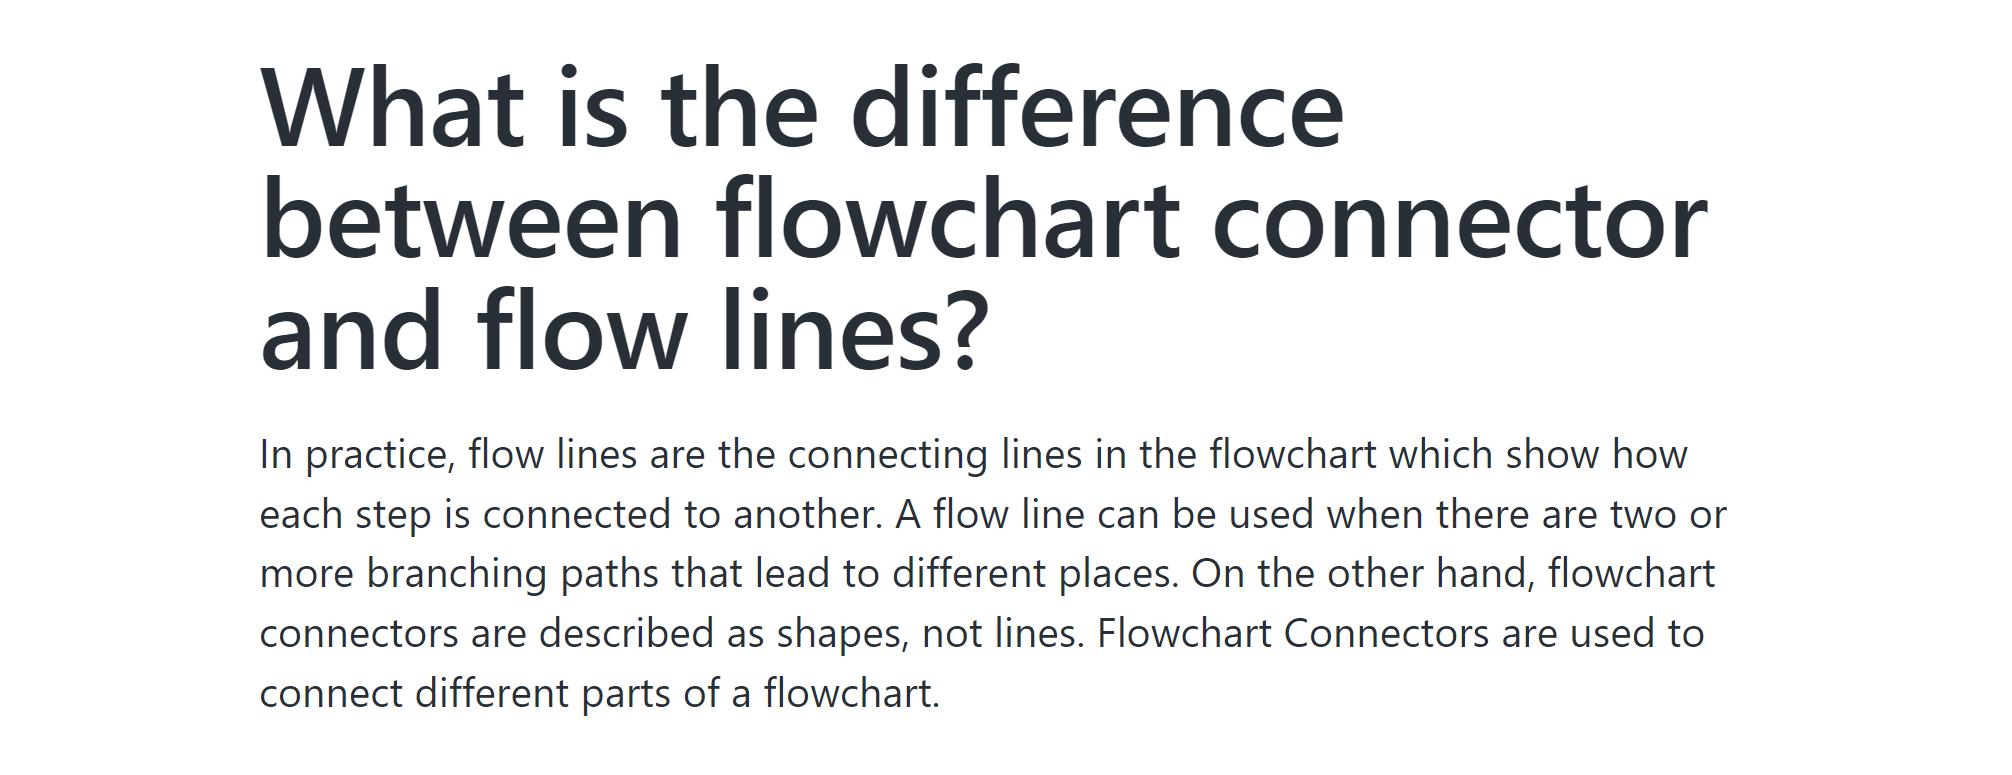 What is the difference
between flowchart connector
and flow lines?
In practice, flow lines are the connecting lines in the flowchart which show how
each step is connected to another. A flow line can be used when there are two or
more branching paths that lead to different places. On the other hand, flowchart
connectors are described as shapes, not lines. Flowchart Connectors are used to
connect different parts of a flowchart.